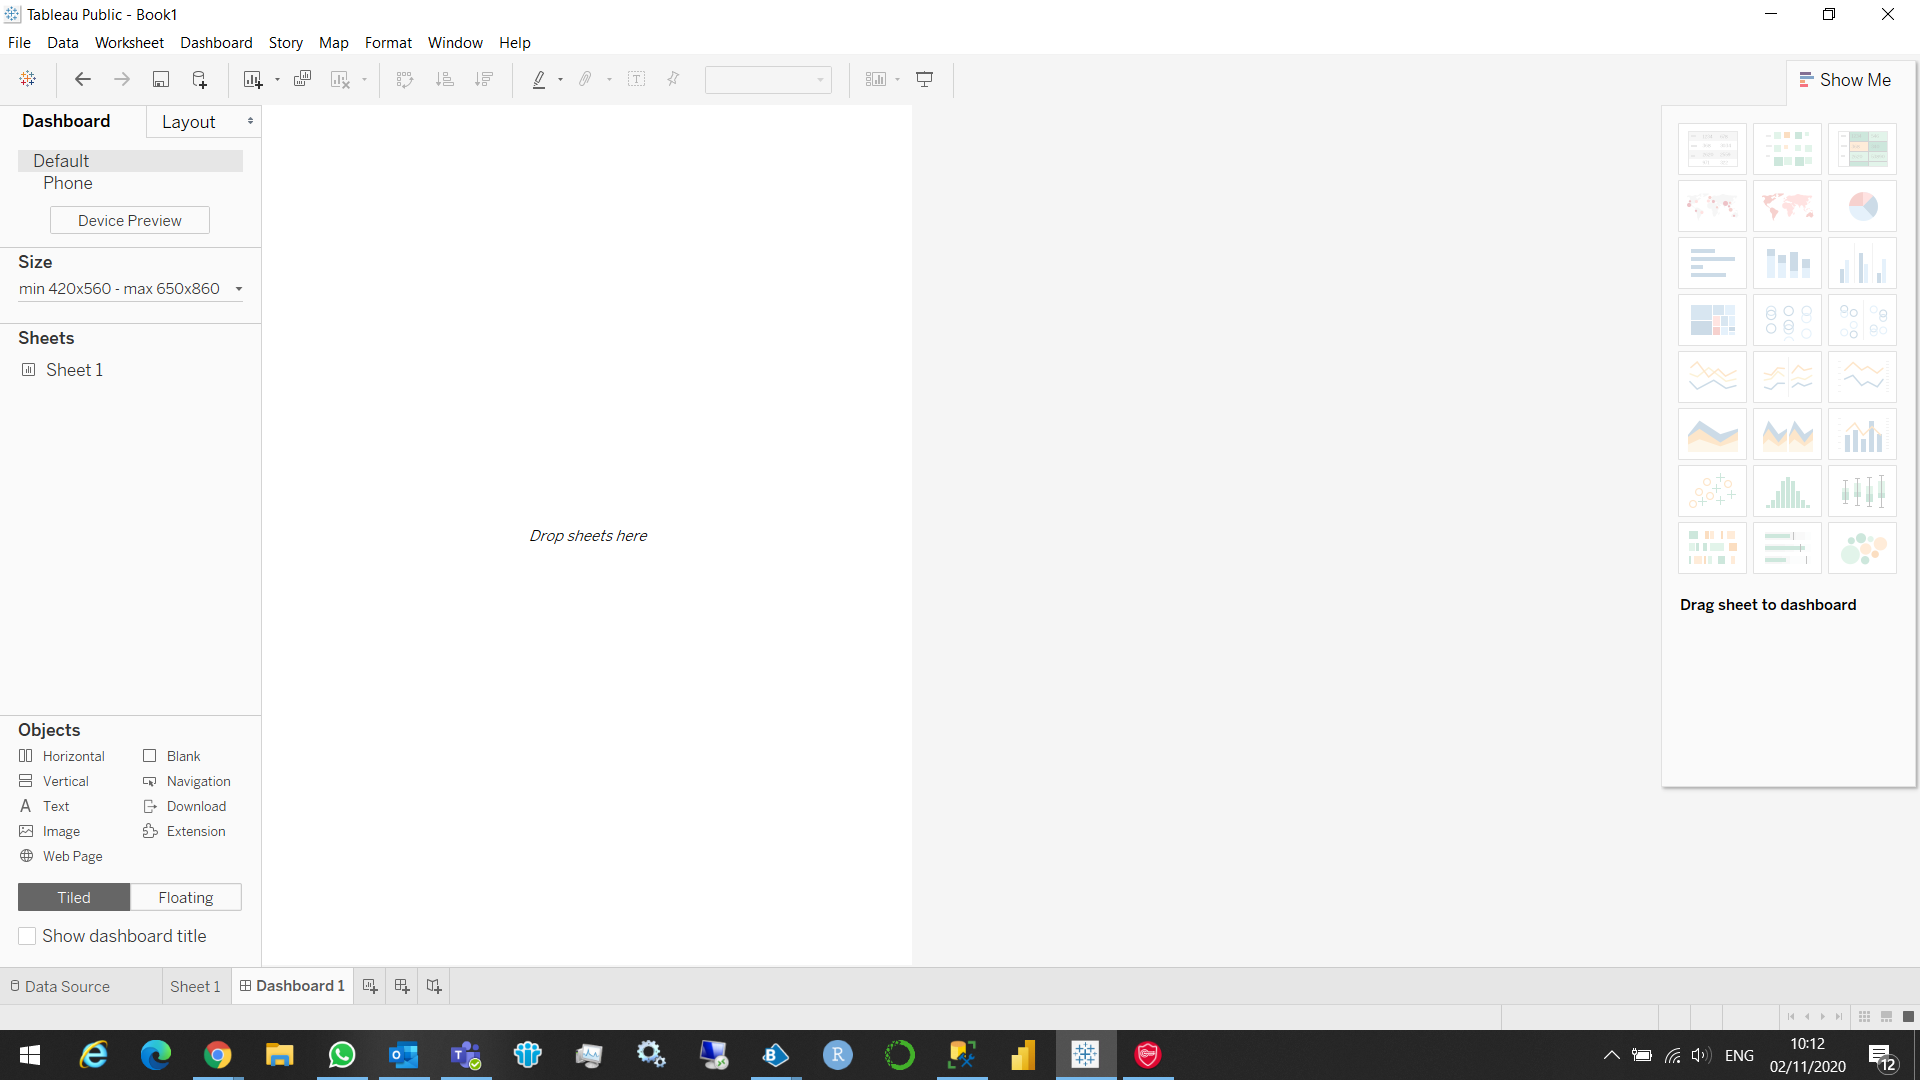 Tableau Public - Book1
File Data Worksheet Dashboard Story Map Format Window Help
Show Me
Dashboard Layout
Default
Phone
Device Preview
Size
min 420x560 - max 650x860
Sheets
Sheet 1
Drop sheets here
Drag sheet to dashboard
Objects
Horizontal Blank
Vertical Navigation
Text Download
Image Extension
Web Page
Tiled Floating
Show dashboard title
Data Source Sheet 1 Dashboard 1
ENG
10:12
02/11/2020
12